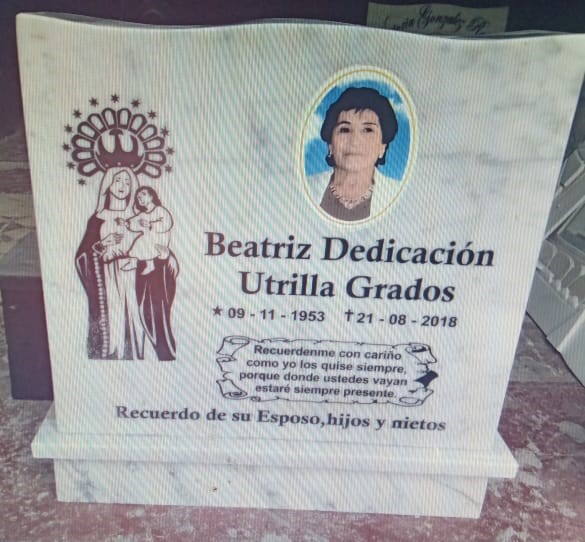 Gonzalez
Beatriz Dedicación
Utrilla Grados
★ 09 - 11 - 1953 ✝ 21 - 08 - 2018
Recuerdenme con cariño
como yo los quise siempre,
porque donde ustedes vayan
estaré siempre presente.
Recuerdo de su Esposo,hijos y nietos